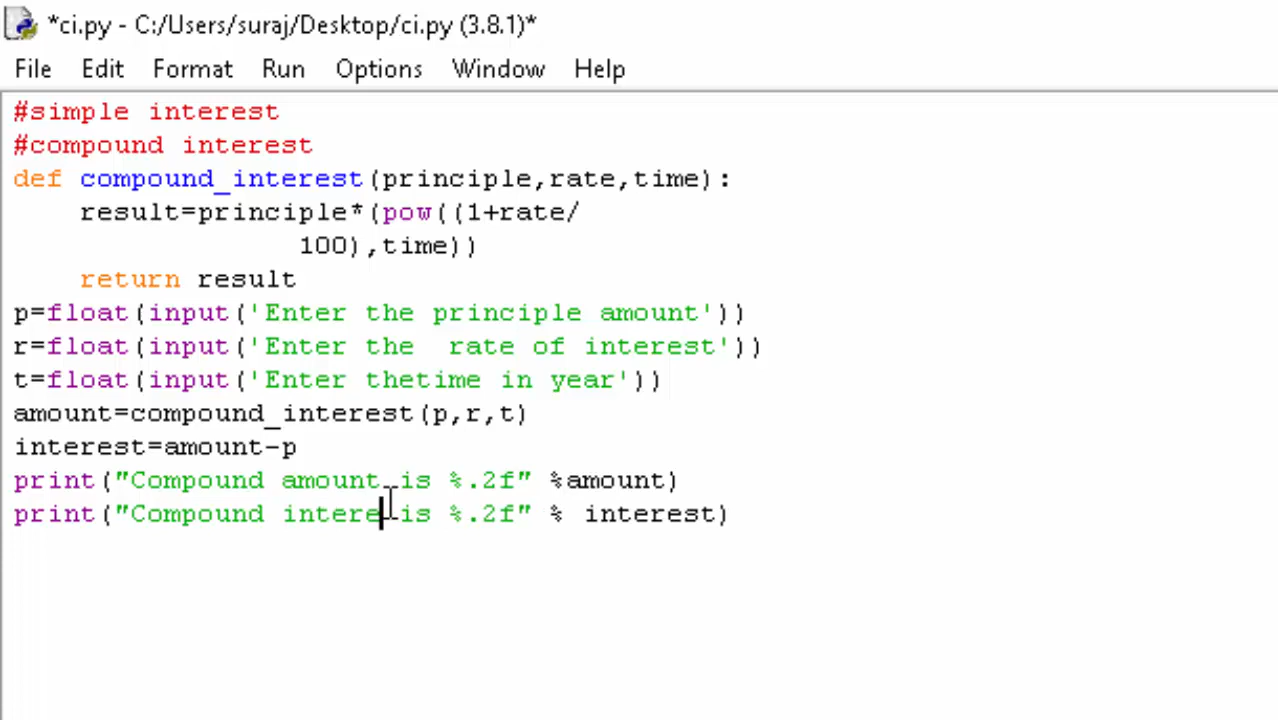 *ci.py - C:/Users/suraj/Desktop/ci.py (3.8.1)*
File Edit Format Run Options Window Help
#simple interest
#compound interest
def compound_interest(principle,rate,time):
    result=principle*(pow((1+rate/
                 100),time))
    return result
p=float(input('Enter the principle amount'))
r=float(input('Enter the  rate of interest'))
t=float(input('Enter thetime in year'))
amount=compound_interest(p,r,t)
interest=amount-p
print("Compound amount is %.2f" %amount)
print("Compound intere is %.2f" % interest)